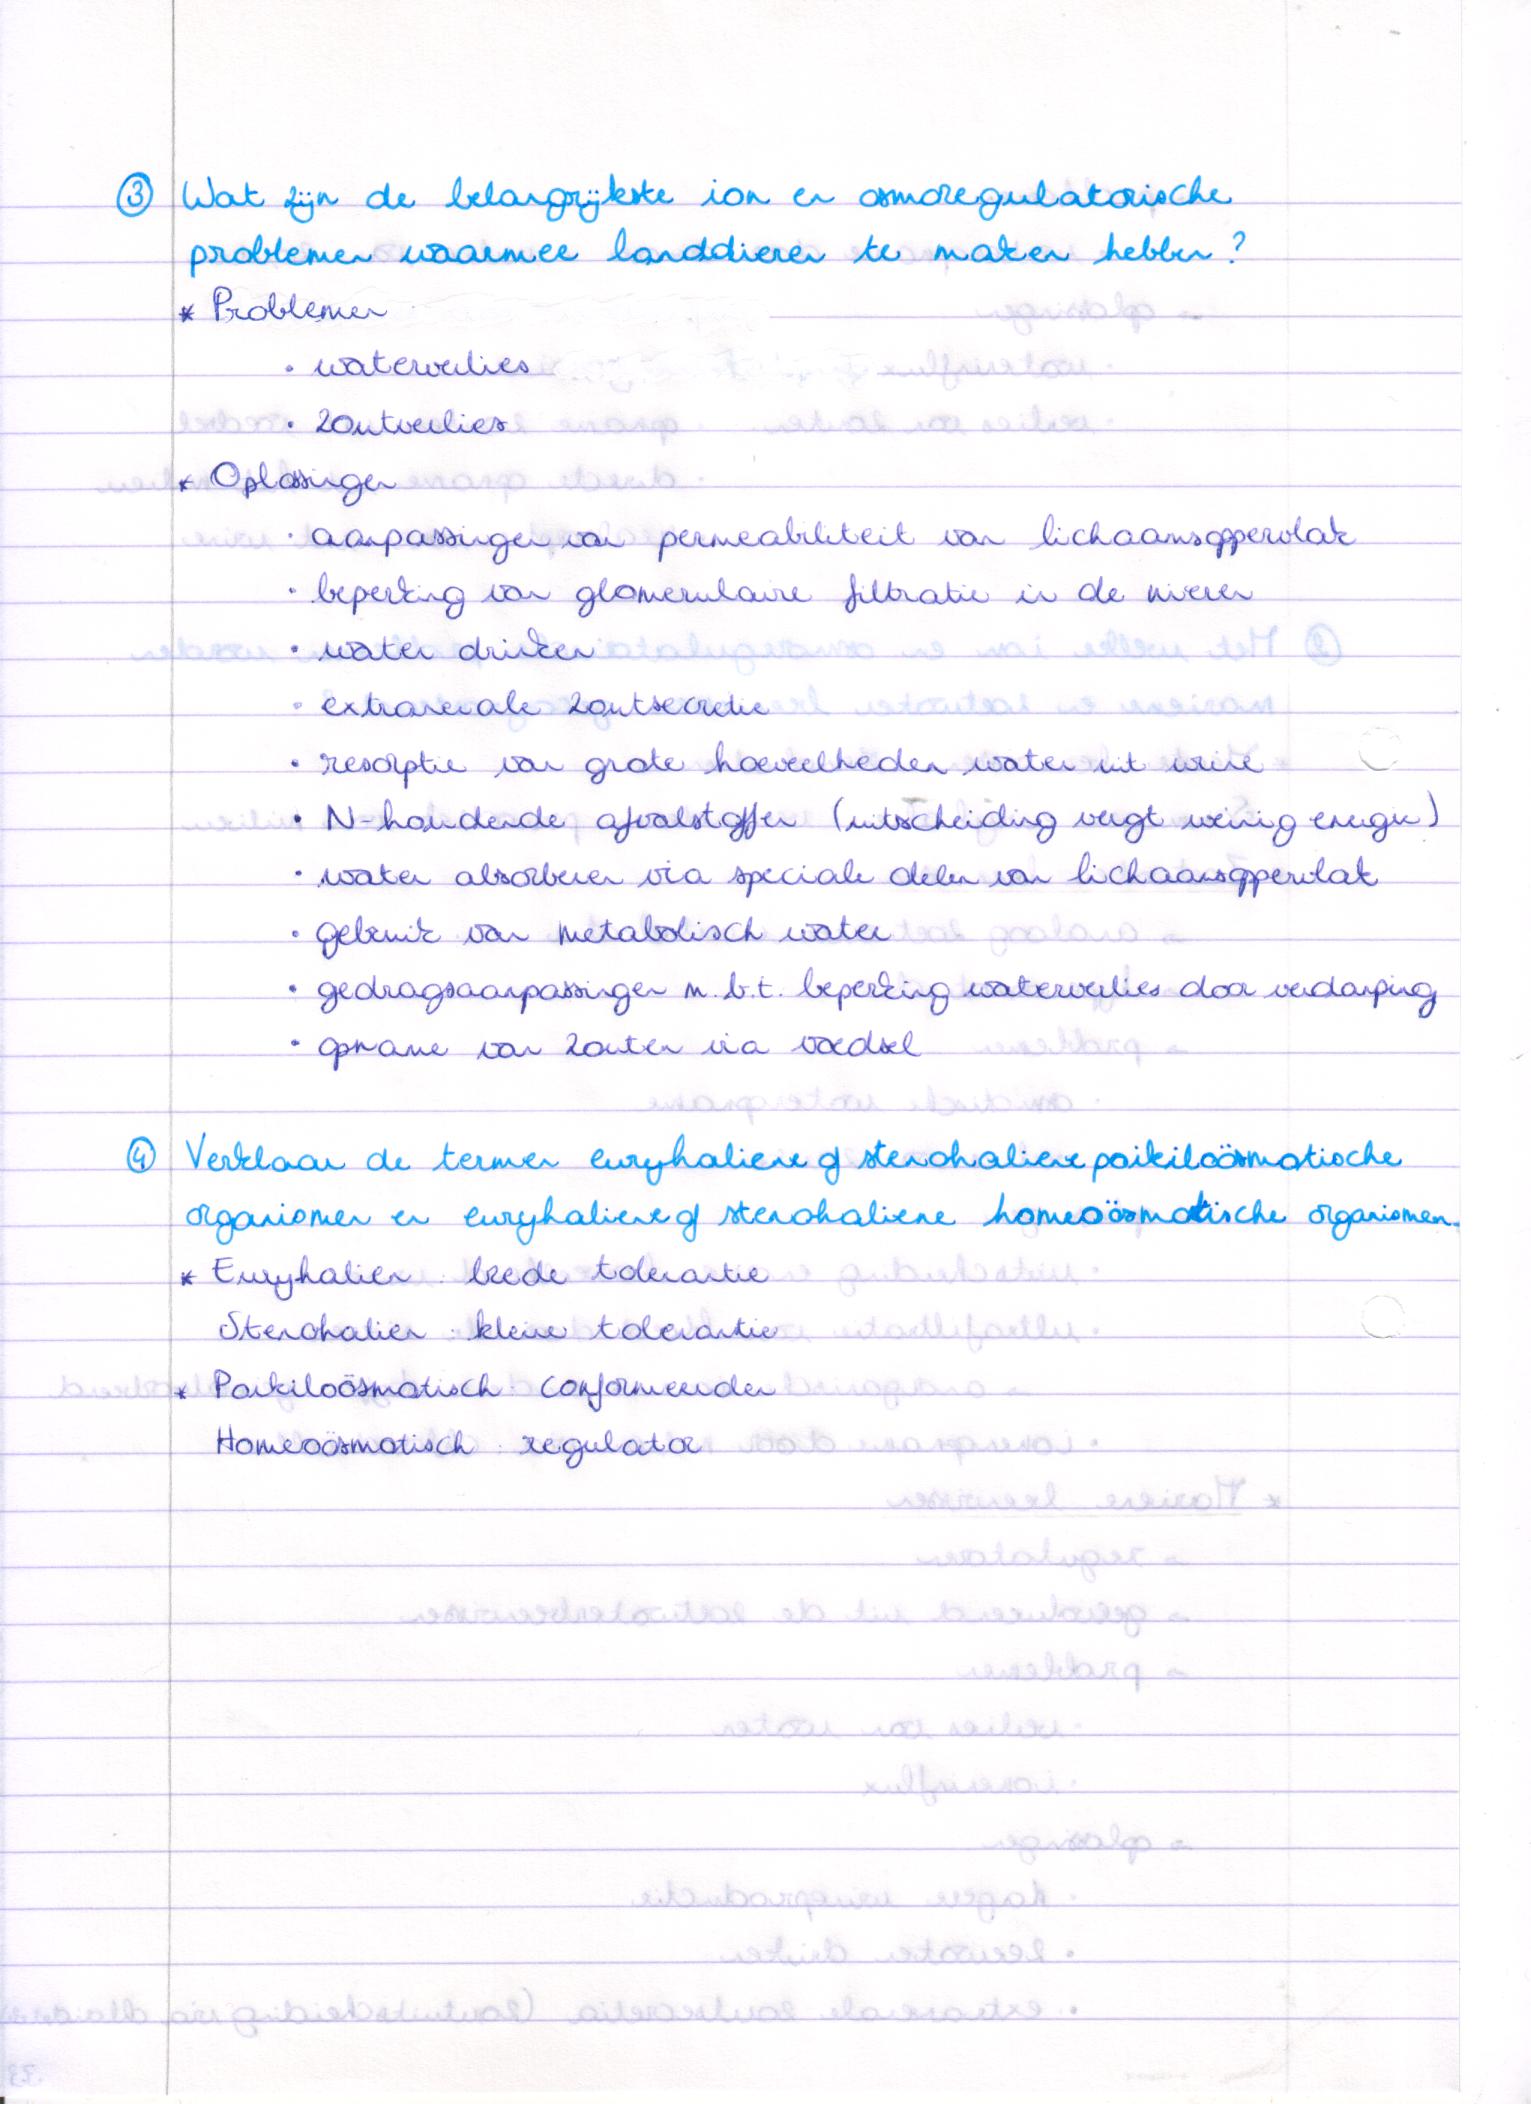 ③ Wat zijn de belangrijkste ion en osmoregulatorische
problemen waarmee landdieren te maken hebben?
* Problemen
• waterverlies
• zoutverlies
* Oplossingen
• aanpassingen van permeabiliteit van lichaamsoppervlak
• beperking van glomerulaire filtratie in de nieren
• water drinken
• extrarenale zoutsecretie
• resorptie van grote hoeveelheden water uit urine
• N-houdende afvalstoffen (uitscheiding vergt weinig energie)
• water absorberen via speciale delen van lichaamsoppervlak
• gebruik van metabolisch water
• gedragsaanpassingen m.b.t. beperking waterverlies door verdamping
• opname van zouten via voedsel
④ Verklaar de termen euryhaliene of stenohaliene poikiloösmotische
organismen en euryhaliene of stenohaliene homeoösmotische organismen.
* Euryhalien : brede tolerantie
Stenohalien : kleine tolerantie
* Poikiloösmotisch : conformeerder
Homeoösmotisch : regulator